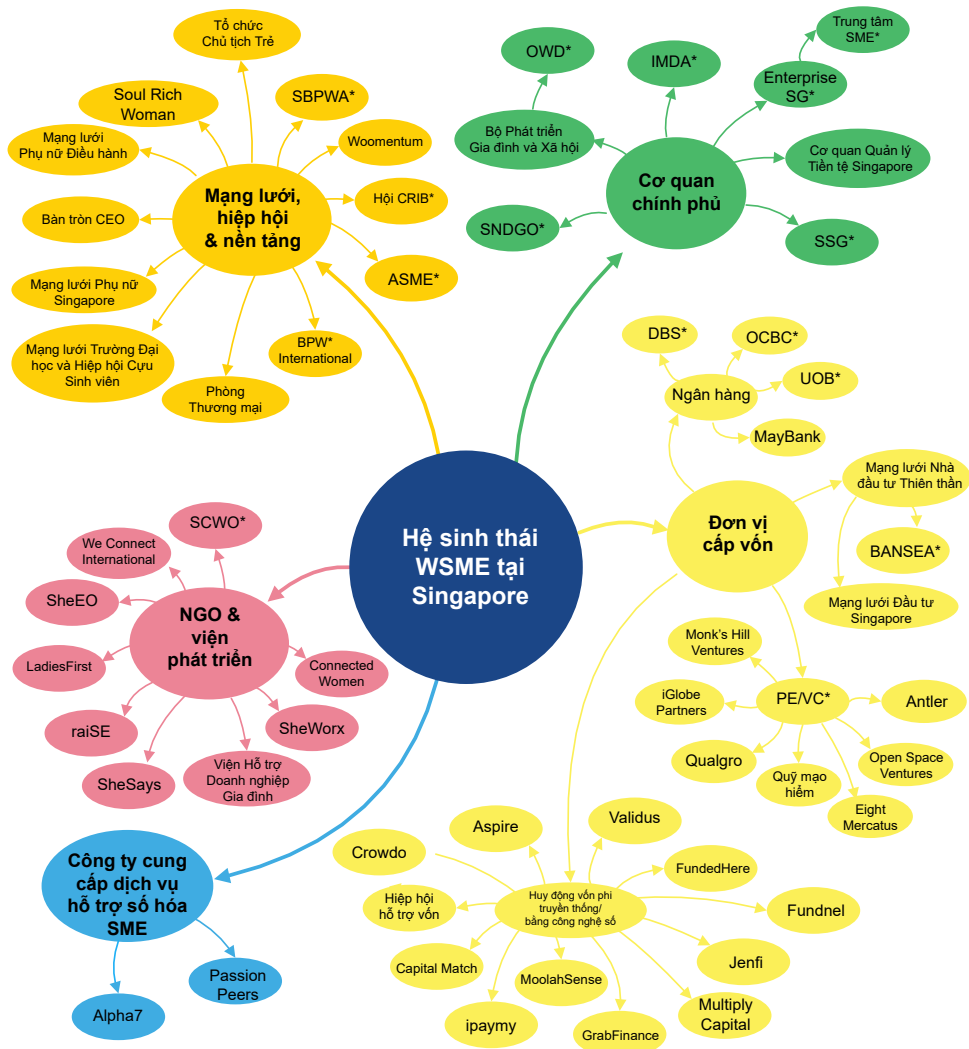 Hệ sinh thái
WSME tại
Singapore
Mạng lưới,
hiệp hội
& nền tảng
Tổ chức
Chủ tịch Trẻ
Soul Rich
Woman
SBPWA*
Mạng lưới
Phụ nữ Điều hành
Woomentum
Bàn tròn CEO
Hội CRIB*
Mạng lưới Phụ nữ
Singapore
ASME*
Mạng lưới Trường Đại
học và Hiệp hội Cựu
Sinh viên
BPW*
International
Phòng
Thương mại
Cơ quan
chính phủ
OWD*
IMDA*
Trung tâm
SME*
Enterprise
SG*
Bộ Phát triển
Gia đình và Xã hội
Cơ quan Quản lý
Tiền tệ Singapore
SNDGO*
SSG*
Đơn vị
cấp vốn
DBS*
OCBC*
Ngân hàng
UOB*
MayBank
Mạng lưới Nhà
đầu tư Thiên thần
BANSEA*
Mạng lưới Đầu tư
Singapore
Monk’s Hill
Ventures
iGlobe
Partners
PE/VC*
Antler
Qualgro
Quỹ mạo
hiểm
Open Space
Ventures
Eight
Mercatus
Huy động vốn phi
truyền thống/
bằng công nghệ số
Crowdo
Aspire
Validus
FundedHere
Hiệp hội
hỗ trợ vốn
Fundnel
Capital Match
MoolahSense
Jenfi
ipaymy
GrabFinance
Multiply
Capital
NGO &
viện
phát triển
SCWO*
We Connect
International
SheEO
LadiesFirst
Connected
Women
raiSE
SheWorx
SheSays
Viện Hỗ trợ
Doanh nghiệp
Gia đình
Công ty cung
cấp dịch vụ
hỗ trợ số hóa
SME
Passion
Peers
Alpha7